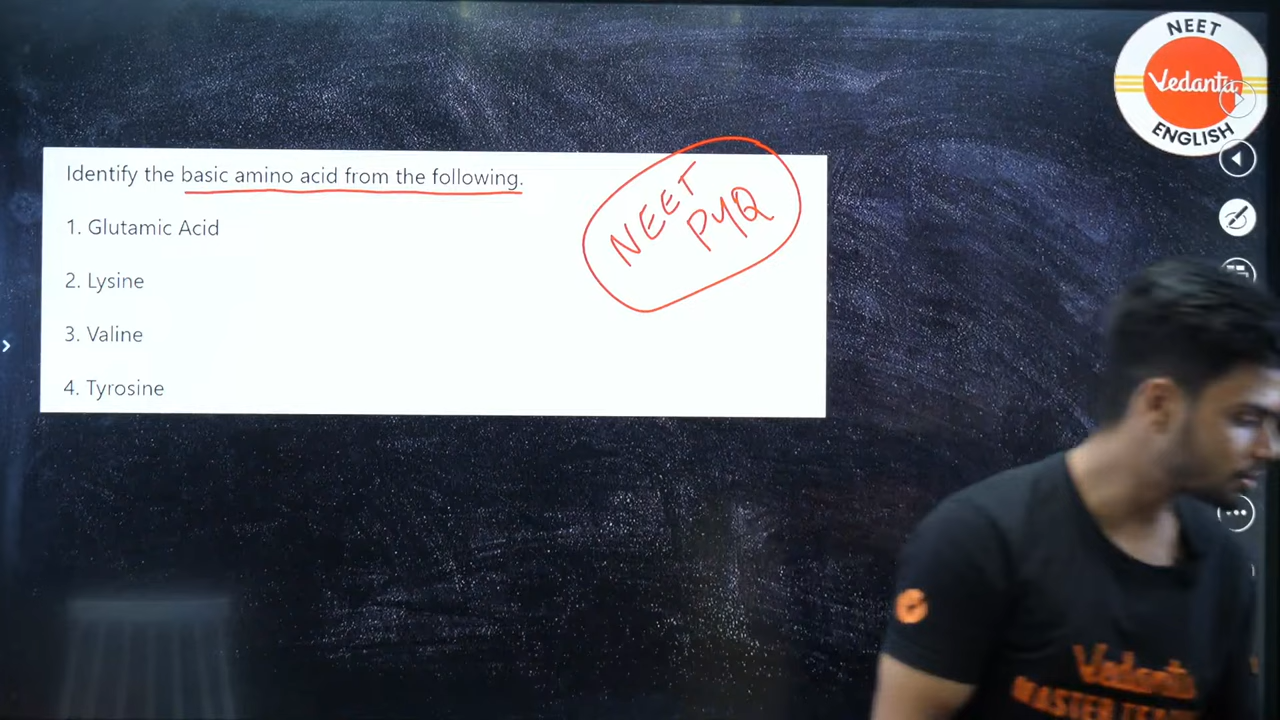 NEET
Vedantu
ENGLISH
Identify the basic amino acid from the following.
NEET
PYQ
1. Glutamic Acid
2. Lysine
3. Valine
4. Tyrosine
Vedantu
MASTER